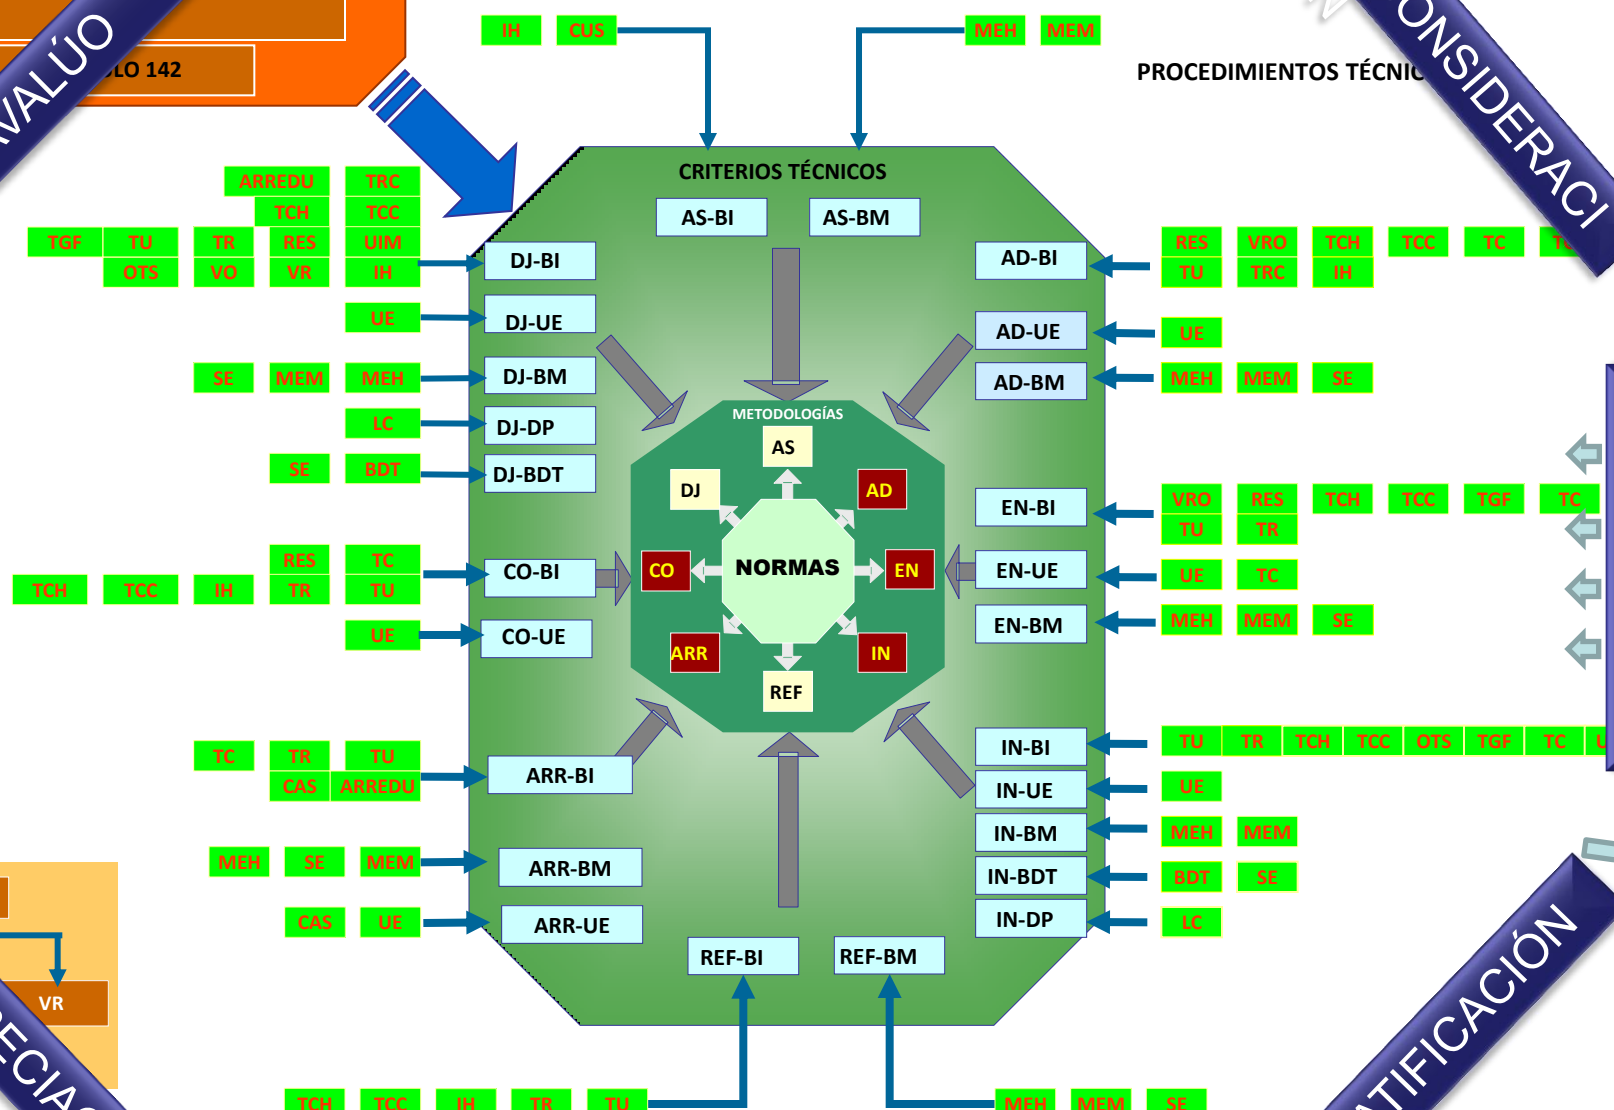 IH CUS MEH MEM
142
PROCEDIMIENTOS
AVALÚO
CRITERIOS TÉCNICOS
AS-BI AS-BM
ARREDU TRC
TCH TCC
TGF TU TR RES UIM
OTS VO VR IH
DJ-BI
UE
DJ-UE
SE MEM MEH
DJ-BM
LC
DJ-DP
SE BDT
DJ-BDT
RES TC
TCH TCC IH TR TU
CO-BI
UE
CO-UE
TC TR TU
CAS ARREDU
ARR-BI
MEH SE MEM
ARR-BM
CAS UE
ARR-UE
METODOLOGÍAS
AS
DJ
AD
CO
NORMAS
EN
ARR
IN
REF
AD-BI
RES VRO TCH TCC TC
TU TRC IH
AD-UE
UE
AD-BM
MEH MEM SE
EN-BI
VRO RES TCH TCC TGF TC
TU TR
EN-UE
UE TC
EN-BM
MEH MEM SE
IN-BI
TU TR TCH TCC OTS TGF TC
IN-UE
UE
IN-BM
MEH MEM
IN-BDT
BDT SE
IN-DP
LC
REF-BI REF-BM
VR
TCH TCC IH TR TU
MEH MEM SE